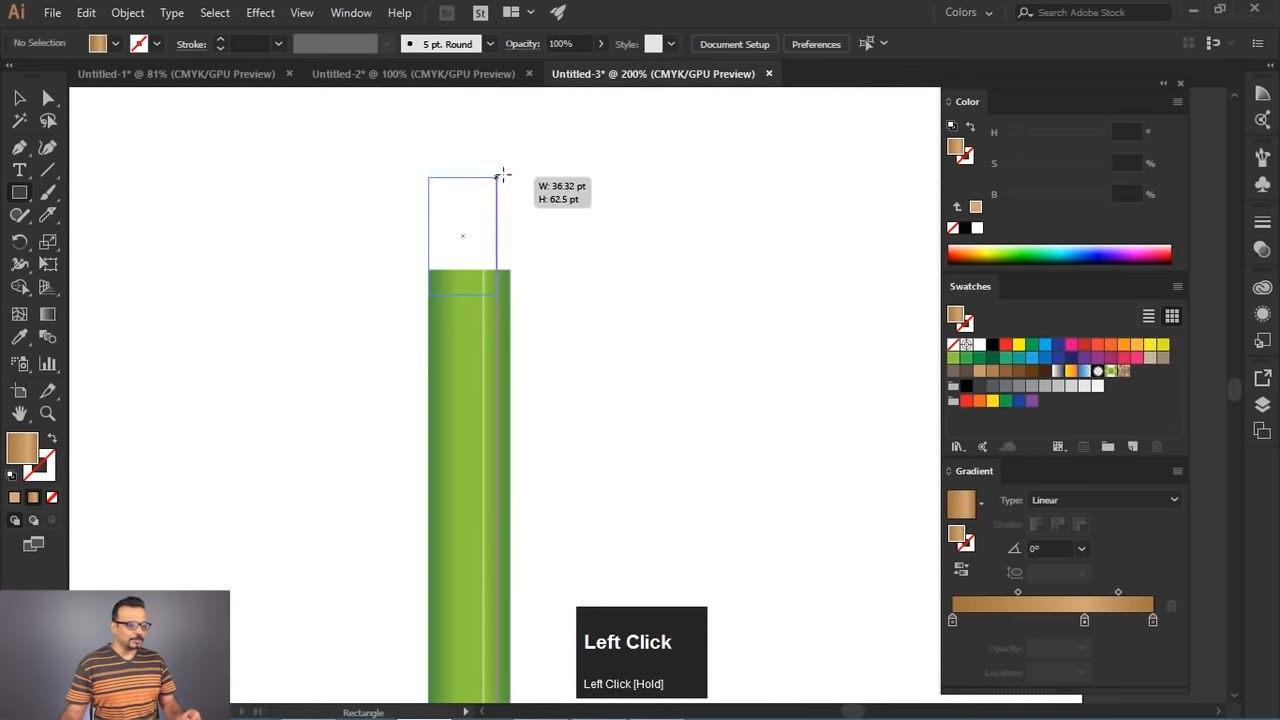 Ai File Edit Object Type Select Effect View Window Help Br St Colors Search Adobe Stock
No Selection Stroke: 5 pt. Round Opacity: 100% Style: Document Setup Preferences
Untitled-1* @ 81% (CMYK/GPU Preview) Untitled-2* @ 100% (CMYK/GPU Preview) Untitled-3* @ 200% (CMYK/GPU Preview)
Color
H °
S %
B %
W: 36.32 pt
H: 62.5 pt
Swatches
Gradient
Type: Linear
Stroke:
0°
Opacity:
Location:
Left Click
Left Click [Hold]
Rectangle